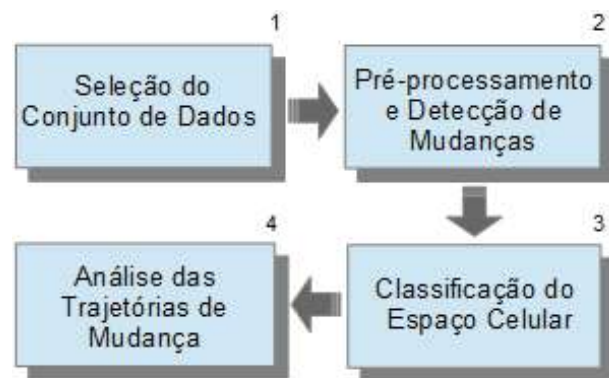 1
Seleção do
Conjunto de Dados
2
Pré-processamento
e Detecção de
Mudanças
3
Classificação do
Espaço Celular
4
Análise das
Trajetórias de
Mudança